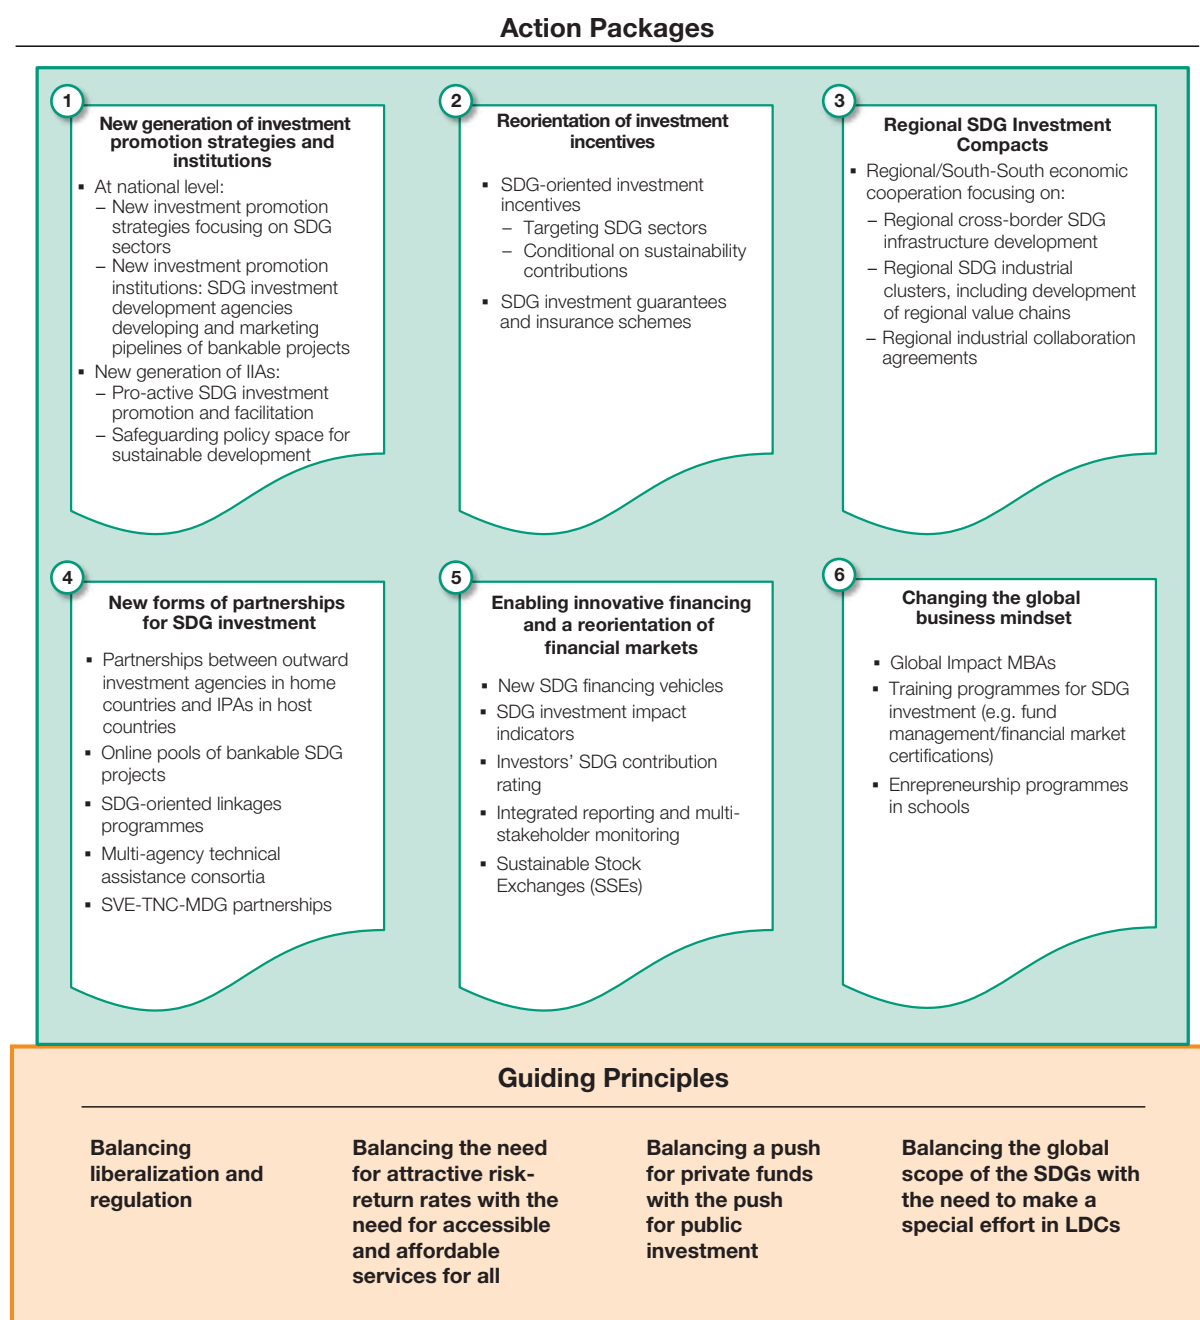 Action Packages
1
New generation of investment
promotion strategies and
institutions
▪ At national level:
– New investment promotion
strategies focusing on SDG
sectors
– New investment promotion
institutions: SDG investment
development agencies
developing and marketing
pipelines of bankable projects
▪ New generation of IIAs:
– Pro-active SDG investment
promotion and facilitation
– Safeguarding policy space for
sustainable development
2
Reorientation of investment
incentives
▪ SDG-oriented investment
incentives
– Targeting SDG sectors
– Conditional on sustainability
contributions
▪ SDG investment guarantees
and insurance schemes
3
Regional SDG Investment
Compacts
▪ Regional/South-South economic
cooperation focusing on:
– Regional cross-border SDG
infrastructure development
– Regional SDG industrial
clusters, including development
of regional value chains
– Regional industrial collaboration
agreements
4
New forms of partnerships
for SDG investment
▪ Partnerships between outward
investment agencies in home
countries and IPAs in host
countries
▪ Online pools of bankable SDG
projects
▪ SDG-oriented linkages
programmes
▪ Multi-agency technical
assistance consortia
▪ SVE-TNC-MDG partnerships
5
Enabling innovative financing
and a reorientation of
financial markets
▪ New SDG financing vehicles
▪ SDG investment impact
indicators
▪ Investors’ SDG contribution
rating
▪ Integrated reporting and multi-
stakeholder monitoring
▪ Sustainable Stock
Exchanges (SSEs)
6
Changing the global
business mindset
▪ Global Impact MBAs
▪ Training programmes for SDG
investment (e.g. fund
management/financial market
certifications)
▪ Enrepreneurship programmes
in schools
Guiding Principles
Balancing
liberalization and
regulation
Balancing the need
for attractive risk-
return rates with the
need for accessible
and affordable
services for all
Balancing a push
for private funds
with the push
for public
investment
Balancing the global
scope of the SDGs with
the need to make a
special effort in LDCs